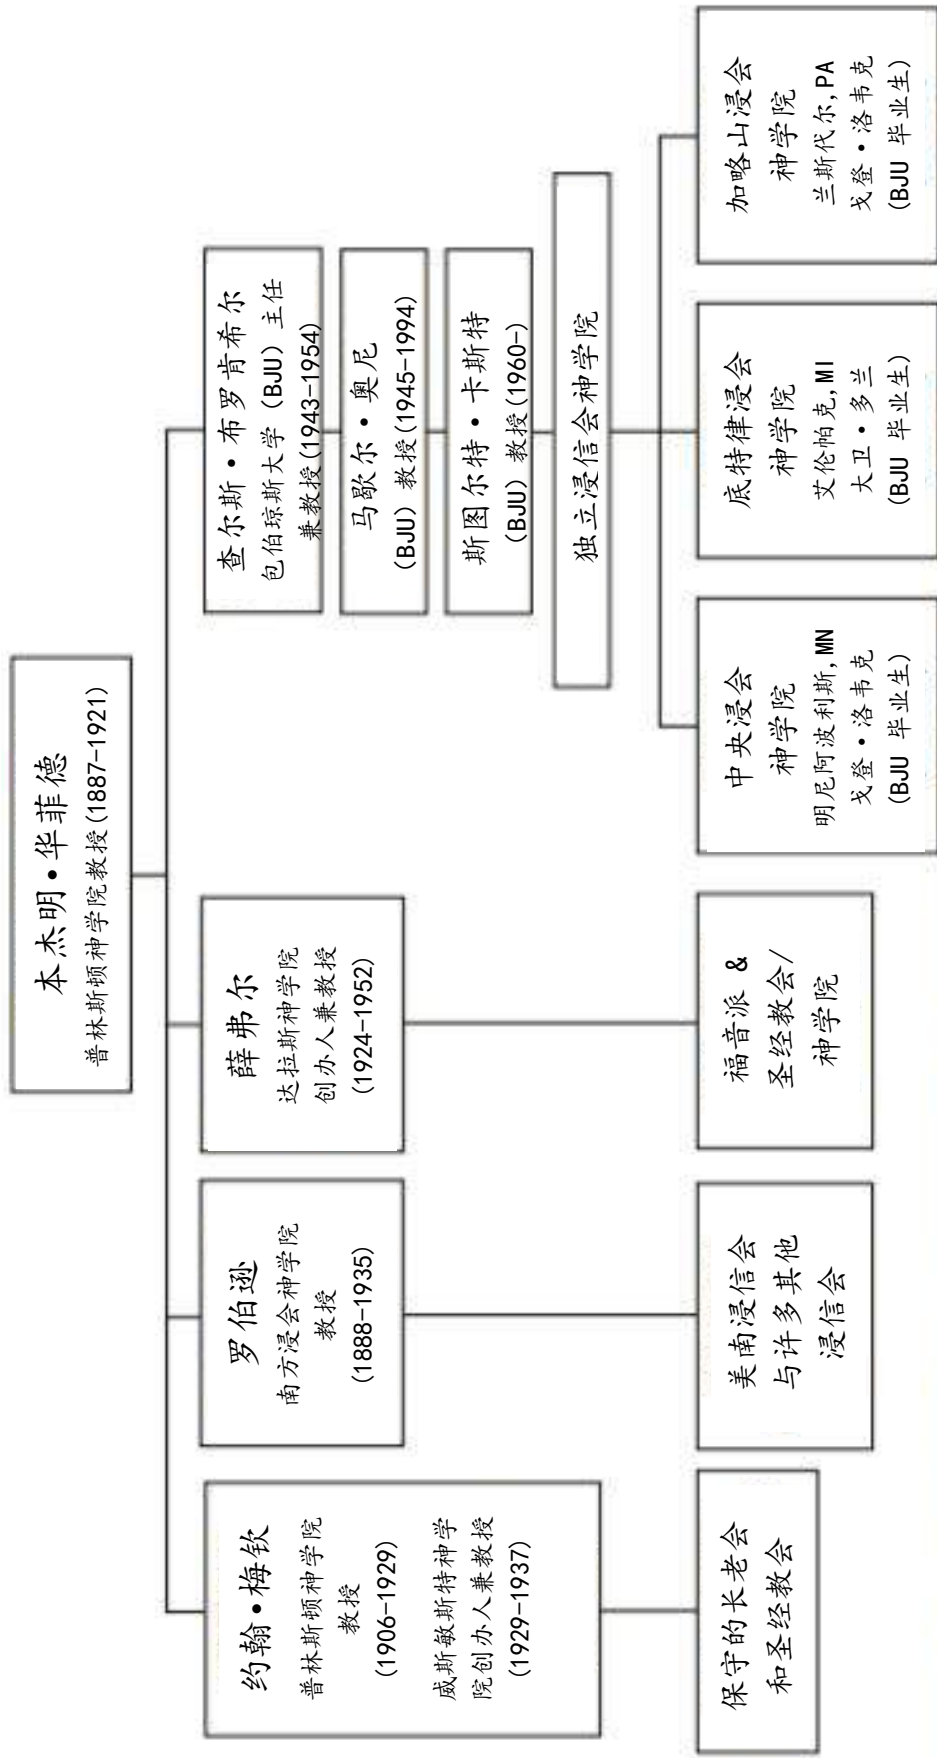 本杰明•华菲德
普林斯顿神学院教授(1887-1921)
约翰•梅钦
普林斯顿神学院
教授
(1906-1929)
威斯敏斯特神学
院创办人兼教授
(1929-1937)
罗伯逊
南方浸会神学院
教授
(1888-1935)
薛弗尔
达拉斯神学院
创办人兼教授
(1924-1952)
查尔斯•布罗肯希尔
包伯琼斯大学 (BJU) 主任
兼教授(1943-1954)
马歇尔•奥尼
(BJU) 教授(1945-1994)
斯图尔特•卡斯特
(BJU) 教授(1960-)
独立浸信会神学院
保守的长老会
和圣经教会
美南浸信会
与许多其他
浸信会
福音派 &
圣经教会/
神学院
中央浸会
神学院
明尼阿波利斯,MN
戈登•洛韦克
(BJU 毕业生)
底特律浸会
神学院
艾伦帕克,MI
大卫•多兰
(BJU 毕业生)
加略山浸会
神学院
兰斯代尔,PA
戈登•洛韦克
(BJU 毕业生)